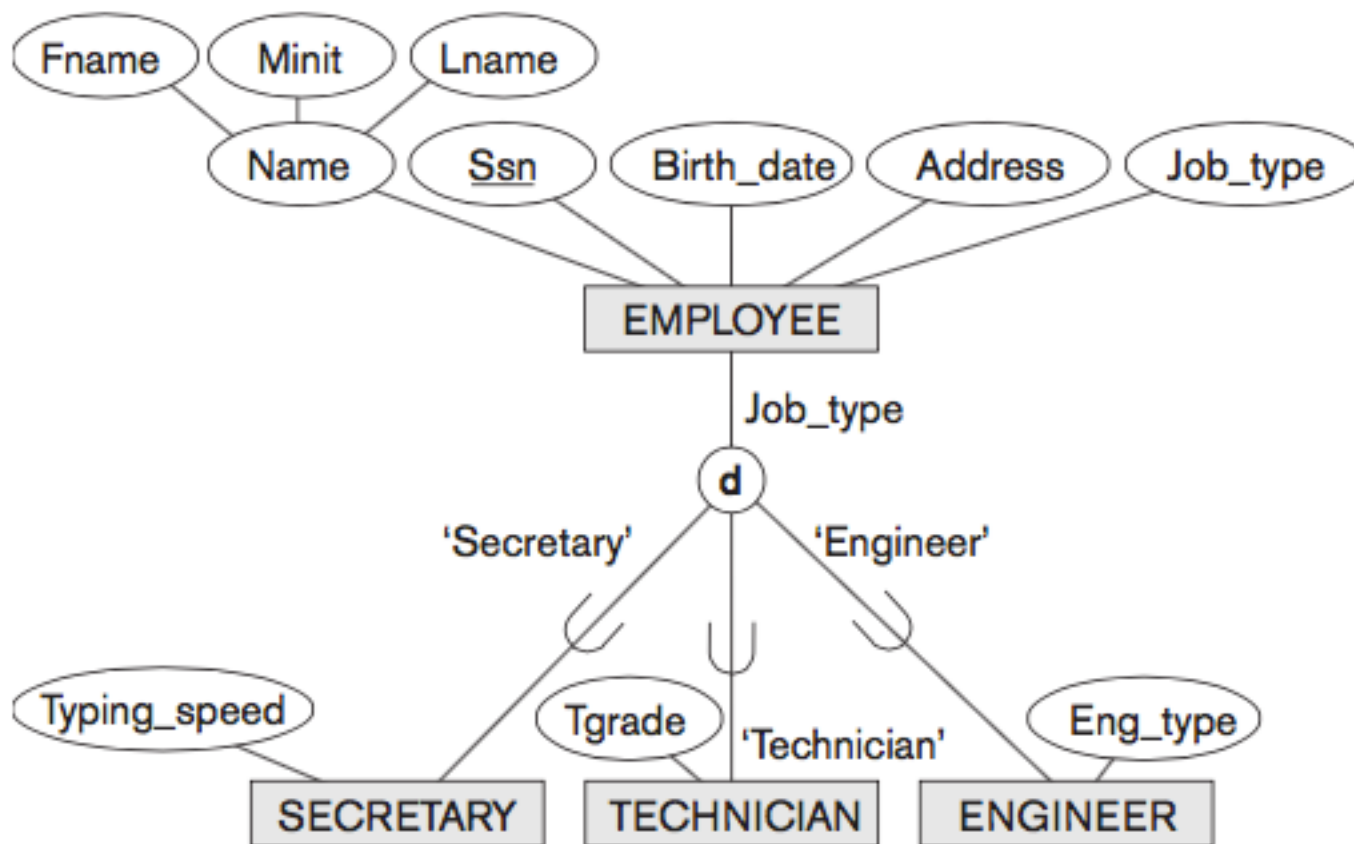 Fname Minit Lname
Name Ssn Birth_date Address Job_type
EMPLOYEE
Job_type
d
‘Secretary’ ‘Engineer’
Typing_speed Tgrade Eng_type
‘Technician’
SECRETARY TECHNICIAN ENGINEER